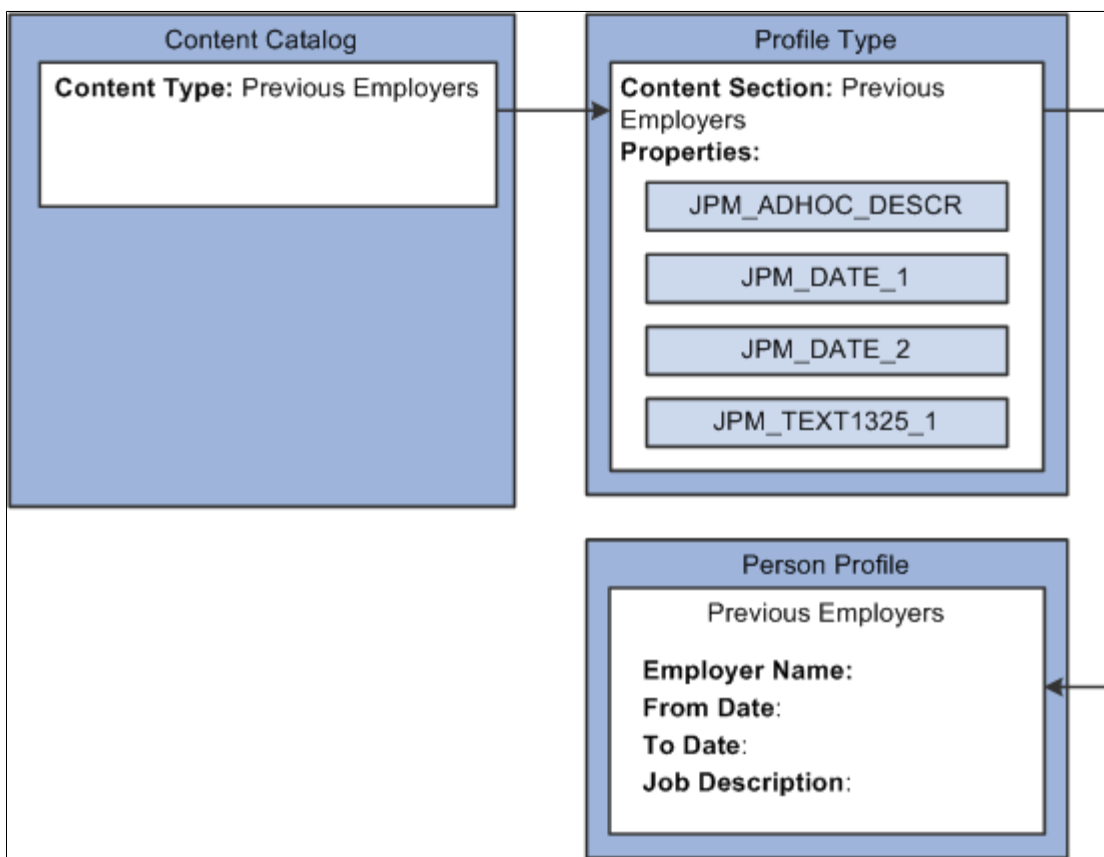 Content Catalog
Content Type: Previous Employers
Profile Type
Content Section: Previous
Employers
Properties:
JPM_ADHOC_DESCR
JPM_DATE_1
JPM_DATE_2
JPM_TEXT1325_1
Person Profile
Previous Employers
Employer Name:
From Date:
To Date:
Job Description: